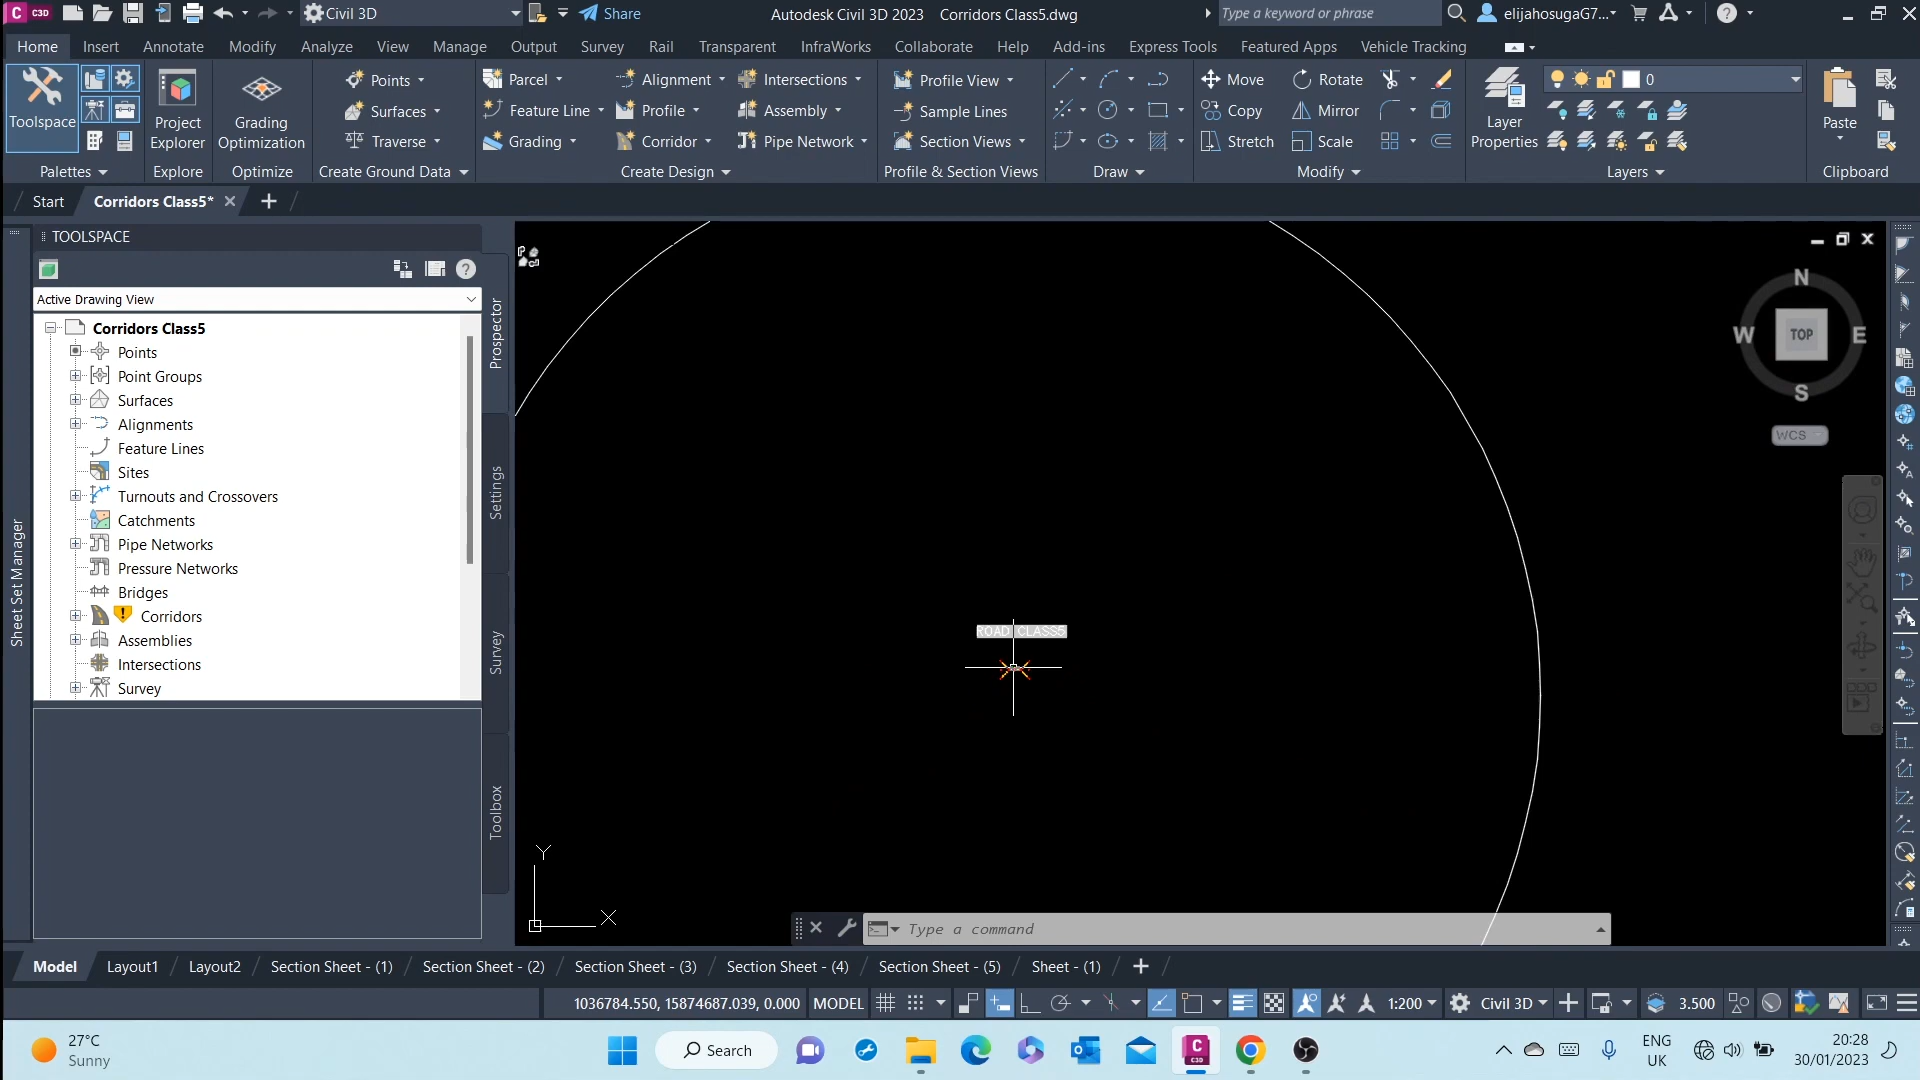 C3D
Civil 3D
Share
Autodesk Civil 3D 2023 Corridors Class5.dwg
Type a keyword or phrase
elijahosugaG7...
Home Insert Annotate Modify Analyze View Manage Output Survey Rail Transparent InfraWorks Collaborate Help Add-ins Express Tools Featured Apps Vehicle Tracking
Points Parcel Alignment Intersections Profile View Move Rotate 0
Toolspace Project Explorer Grading Optimization Surfaces Feature Line Profile Assembly Sample Lines Copy Mirror Layer Properties Paste
Traverse Grading Corridor Pipe Network Section Views Stretch Scale
Palettes Explore Optimize Create Ground Data Create Design Profile & Section Views Draw Modify Layers Clipboard
Start Corridors Class5*
TOOLSPACE
Active Drawing View
Corridors Class5
Points
Point Groups
Surfaces
Alignments
Feature Lines
Sites
Turnouts and Crossovers
Catchments
Pipe Networks
Pressure Networks
Bridges
Corridors
Assemblies
Intersections
Survey
Sheet Set Manager
Prospector
Settings
Survey
Toolbox
N
W TOP E
S
WCS
ROAD CLASS5
Y
X
Type a command
Model Layout1 Layout2 Section Sheet - (1) Section Sheet - (2) Section Sheet - (3) Section Sheet - (4) Section Sheet - (5) Sheet - (1)
1036784.550, 15874687.039, 0.000 MODEL 1:200 Civil 3D 3.500
27°C
Sunny
Search
C3D
ENG
UK
20:28
30/01/2023